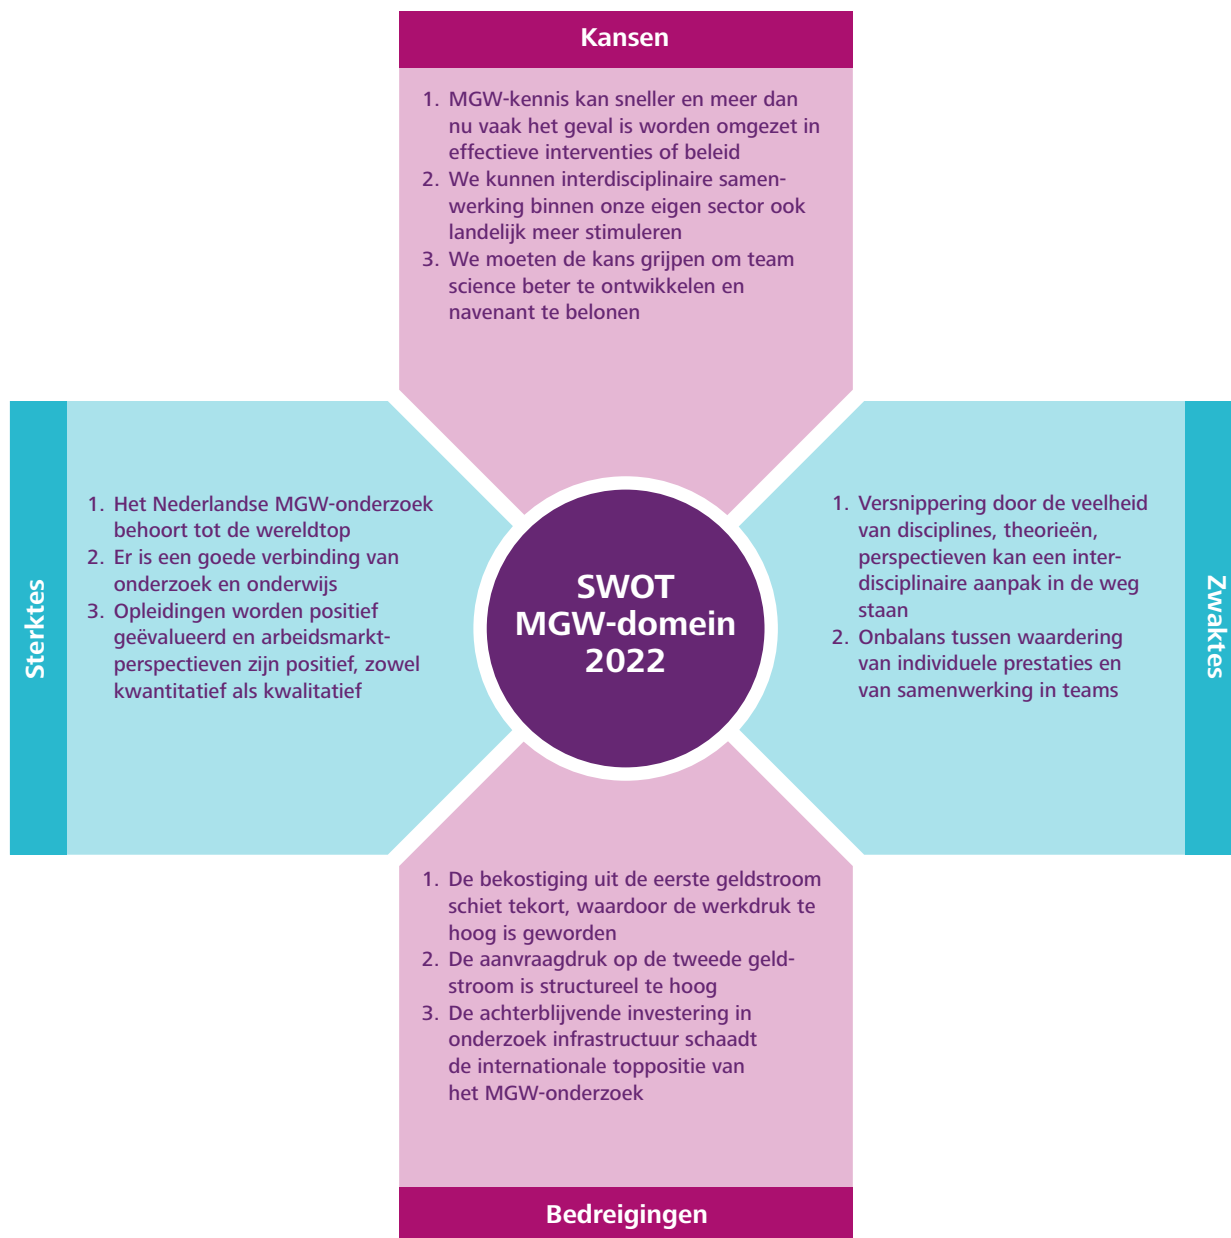 Kansen
1. MGW-kennis kan sneller en meer dan
nu vaak het geval is worden omgezet in
effectieve interventies of beleid
2. We kunnen interdisciplinaire samen-
werking binnen onze eigen sector ook
landelijk meer stimuleren
3. We moeten de kans grijpen om team
science beter te ontwikkelen en
navenant te belonen
Sterktes
1. Het Nederlandse MGW-onderzoek
behoort tot de wereldtop
2. Er is een goede verbinding van
onderzoek en onderwijs
3. Opleidingen worden positief
geëvalueerd en arbeidsmarkt-
perspectieven zijn positief, zowel
kwantitatief als kwalitatief
SWOT
MGW-domein
2022
1. Versnippering door de veelheid
van disciplines, theorieën,
perspectieven kan een inter-
disciplinaire aanpak in de weg
staan
2. Onbalans tussen waardering
van individuele prestaties en
van samenwerking in teams
Zwaktes
1. De bekostiging uit de eerste geldstroom
schiet tekort, waardoor de werkdruk te
hoog is geworden
2. De aanvraagdruk op de tweede geld-
stroom is structureel te hoog
3. De achterblijvende investering in
onderzoek infrastructuur schaadt
de internationale toppositie van
het MGW-onderzoek
Bedreigingen